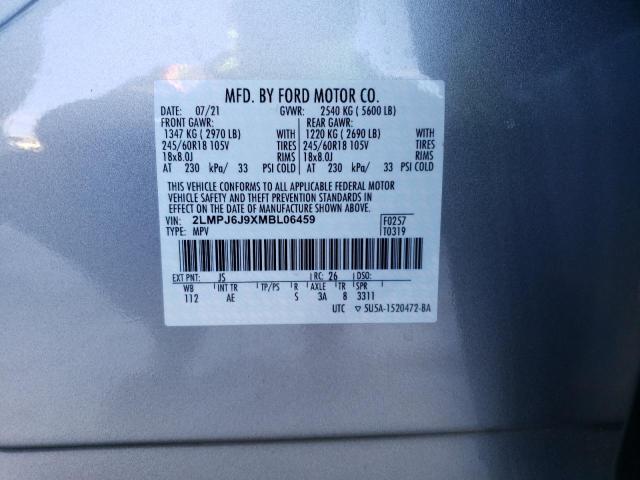 MFD. BY FORD MOTOR CO.
DATE: 07/21 GVWR: 2540 KG ( 5600 LB)
FRONT GAWR: REAR GAWR:
1347 KG ( 2970 LB) WITH 1220 KG ( 2690 LB) WITH
245/60R18 105V TIRES 245/60R18 105V TIRES
18x8.0J RIMS 18x8.0J RIMS
AT 230 kPa/ 33 PSI COLD AT 230 kPa/ 33 PSI COLD
THIS VEHICLE CONFORMS TO ALL APPLICABLE FEDERAL MOTOR
VEHICLE SAFETY AND THEFT PREVENTION STANDARDS IN
EFFECT ON THE DATE OF MANUFACTURE SHOWN ABOVE.
VIN: 2LMPJ6J9XMBL06459 F0257
TYPE: MPV T0319
EXT PNT: JS RC: 26 DSO:
WB INT TR TP/PS R AXLE TR SPR
112 AE S 3A 8 3311
UTC ▽ 5U5A-1520472-BA